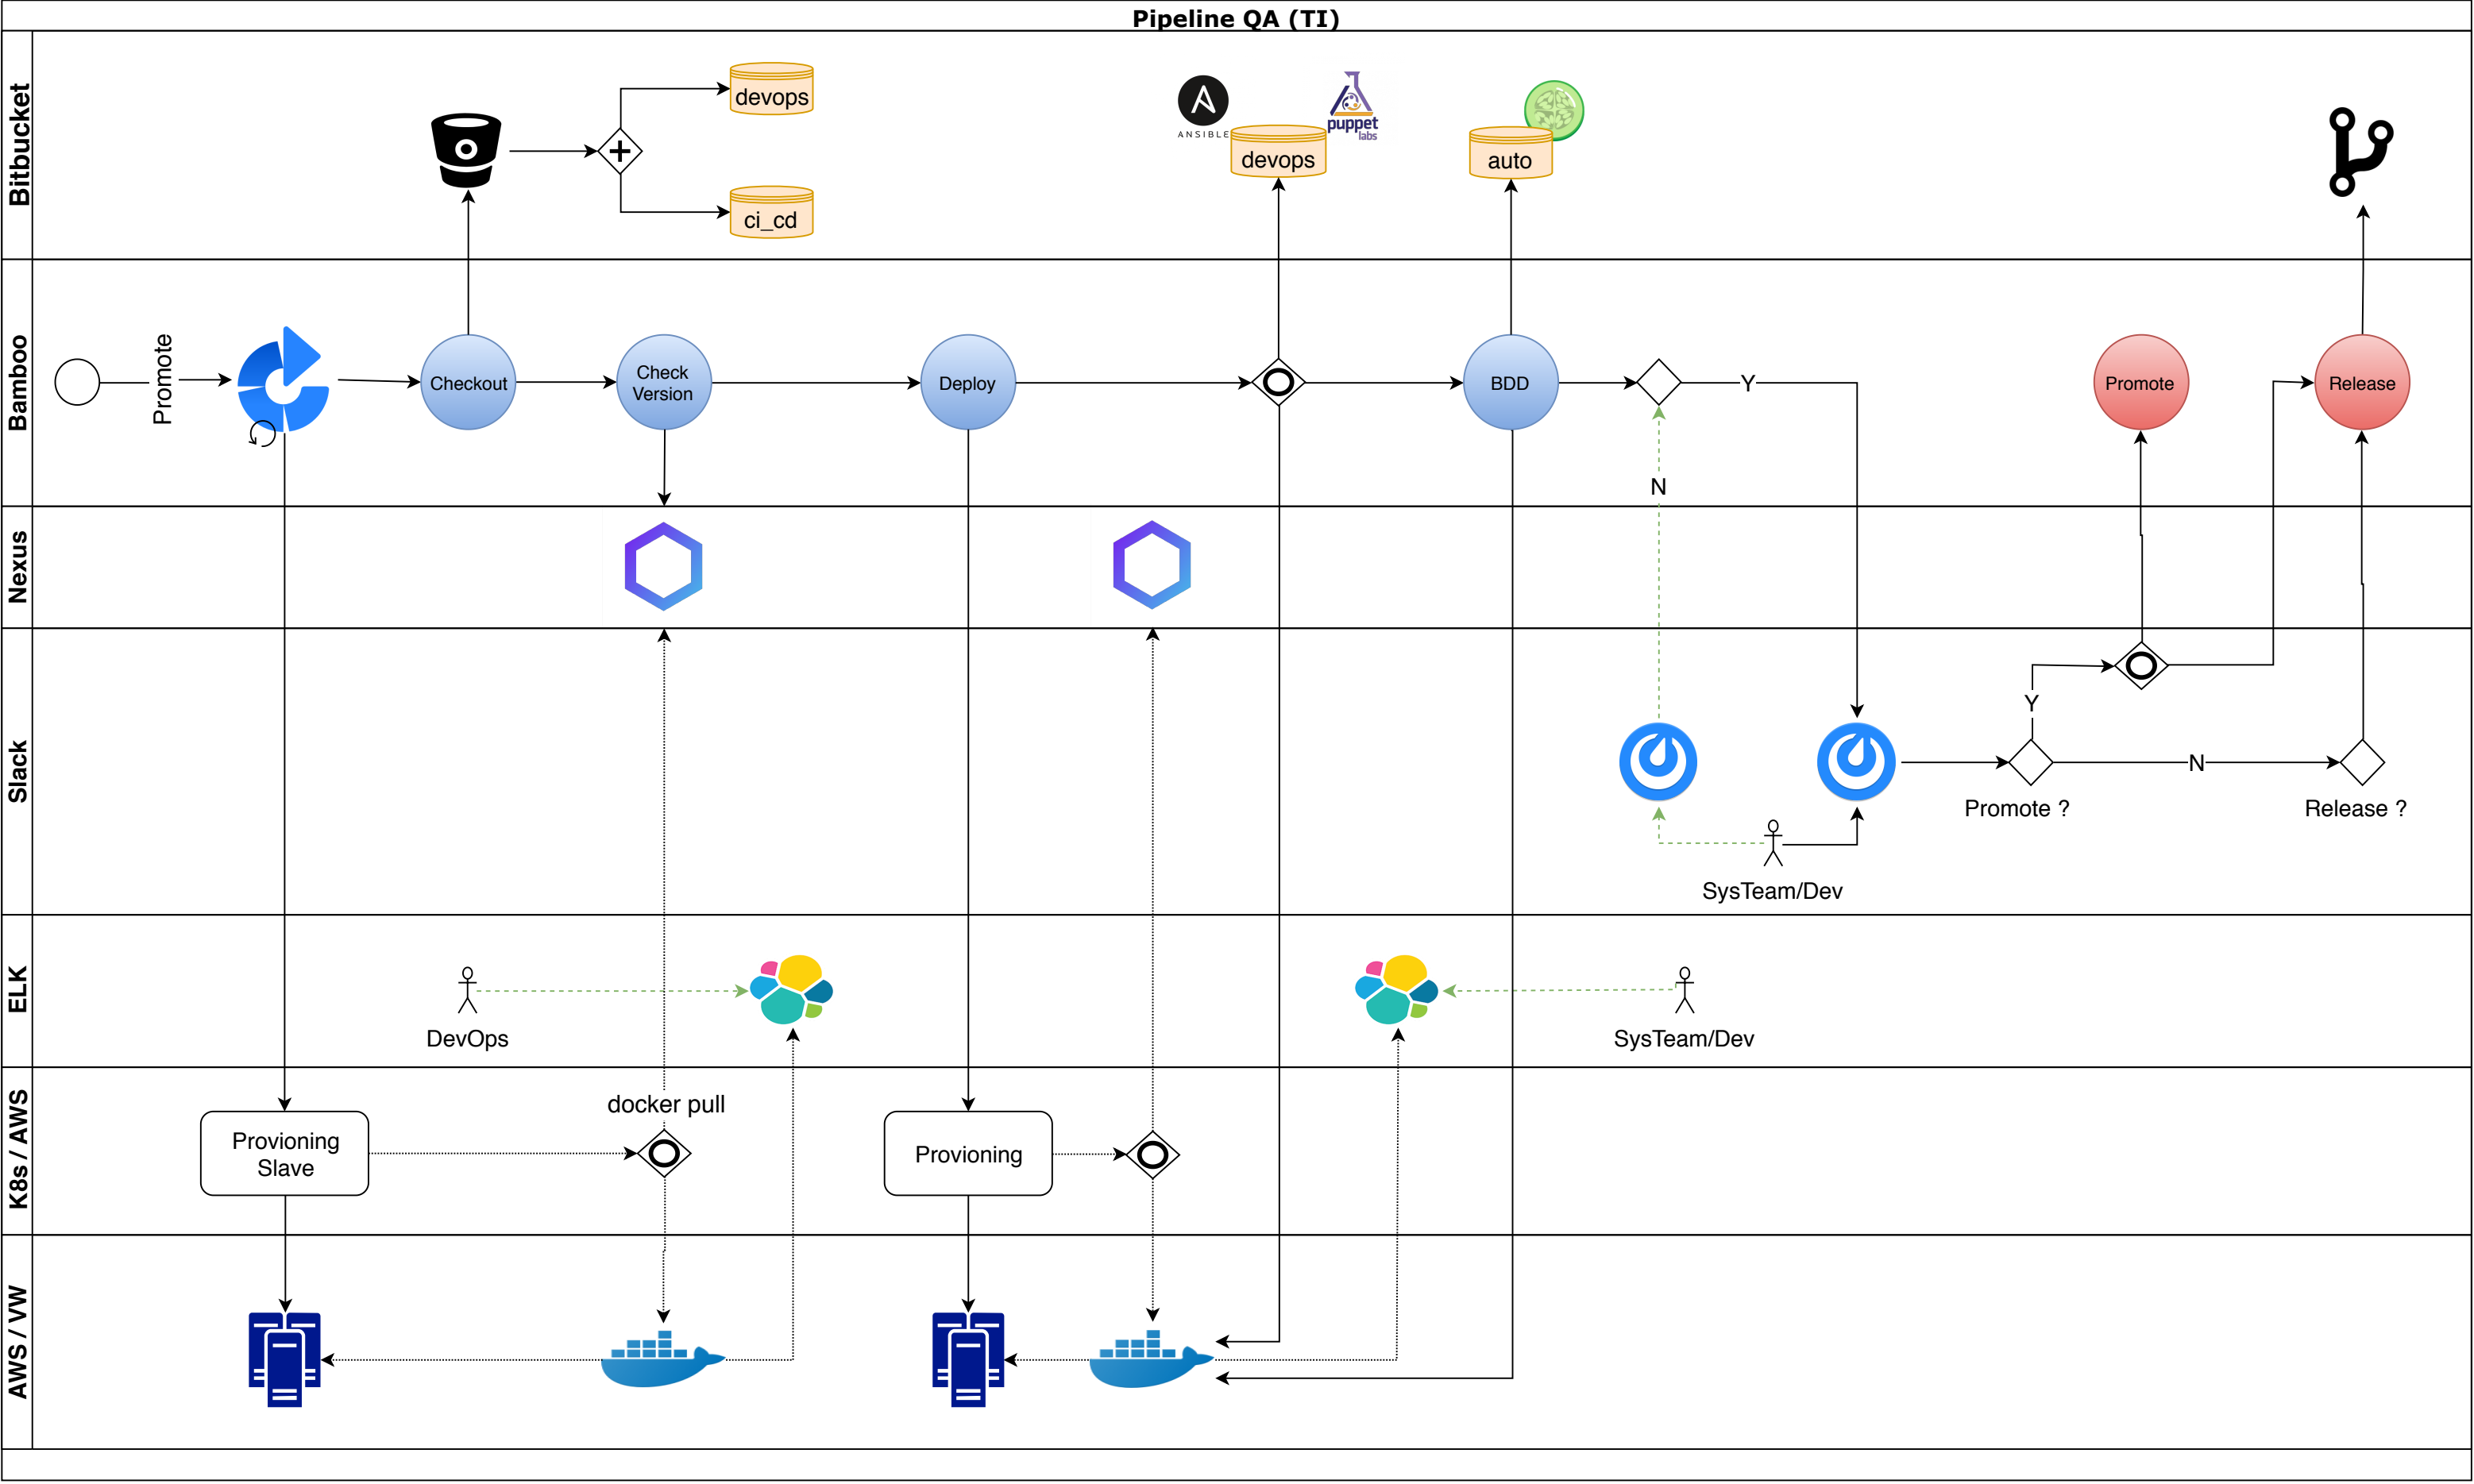 Pipeline QA (TI)
Bitbucket
devops
ci_cd
ANSIBLE
puppet
labs
devops
auto
Bamboo
Promote
Checkout
Check
Version
Deploy
BDD
Y
Promote
Release
N
Nexus
Slack
Y
N
Promote ?
Release ?
SysTeam/Dev
ELK
DevOps
SysTeam/Dev
K8s / AWS
docker pull
Provioning
Slave
Provioning
AWS / VW